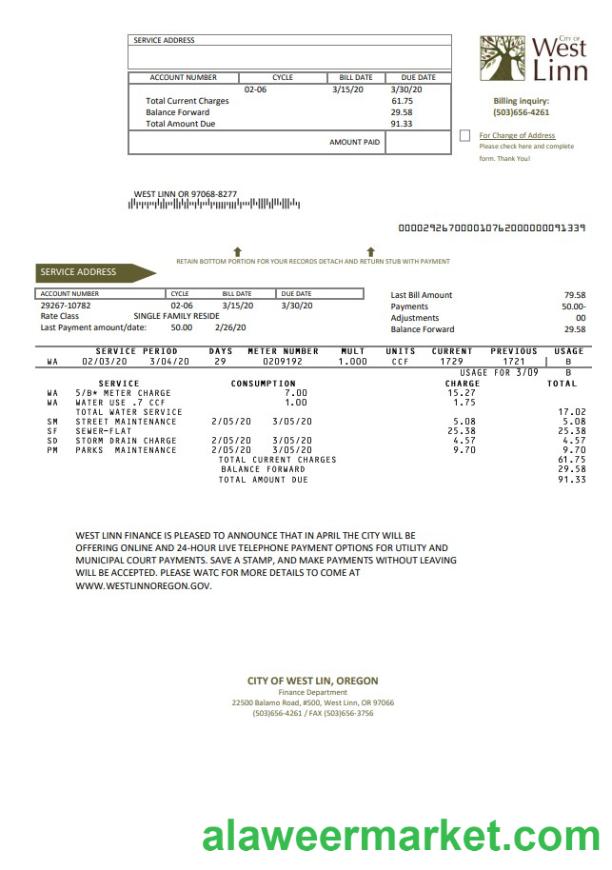 SERVICE ADDRESS
CITY OF
West
Linn
ACCOUNT NUMBER CYCLE BILL DATE DUE DATE
02-06 3/15/20 3/30/20
Total Current Charges 61.75
Balance Forward 29.58
Total Amount Due 91.33
AMOUNT PAID
Billing inquiry:
(503)656-4261
For Change of Address
Please check here and complete
form. Thank You!
WEST LINN OR 97068-8277
000029267000010762000000091339
RETAIN BOTTOM PORTION FOR YOUR RECORDS DETACH AND RETURN STUB WITH PAYMENT
SERVICE ADDRESS
ACCOUNT NUMBER CYCLE BILL DATE DUE DATE
29267-10782 02-06 3/15/20 3/30/20
Rate Class SINGLE FAMILY RESIDE
Last Payment amount/date: 50.00 2/26/20
Last Bill Amount 79.58
Payments 50.00-
Adjustments 00
Balance Forward 29.58
SERVICE PERIOD DAYS METER NUMBER MULT UNITS CURRENT PREVIOUS USAGE
WA 02/03/20 3/04/20 29 0209192 1.000 CCF 1729 1721 8
USAGE FOR 3/09 8
SERVICE CONSUMPTION CHARGE TOTAL
WA 5/8* METER CHARGE 7.00 15.27
WA WATER USE .7 CCF 1.00 1.75
TOTAL WATER SERVICE 17.02
SM STREET MAINTENANCE 2/05/20 3/05/20 5.08 5.08
SF SEWER-FLAT 25.38 25.38
SD STORM DRAIN CHARGE 2/05/20 3/05/20 4.57 4.57
PM PARKS MAINTENANCE 2/05/20 3/05/20 9.70 9.70
TOTAL CURRENT CHARGES 61.75
BALANCE FORWARD 29.58
TOTAL AMOUNT DUE 91.33
WEST LINN FINANCE IS PLEASED TO ANNOUNCE THAT IN APRIL THE CITY WILL BE
OFFERING ONLINE AND 24-HOUR LIVE TELEPHONE PAYMENT OPTIONS FOR UTILITY AND
MUNICIPAL COURT PAYMENTS. SAVE A STAMP, AND MAKE PAYMENTS WITHOUT LEAVING
WILL BE ACCEPTED. PLEASE WATC FOR MORE DETAILS TO COME AT
WWW.WESTLINNOREGON.GOV.
CITY OF WEST LIN, OREGON
Finance Department
22500 Balamo Road, #500, West Linn, OR 97066
(503)656-4261 / FAX (503)656-3756
alaweermarket.com